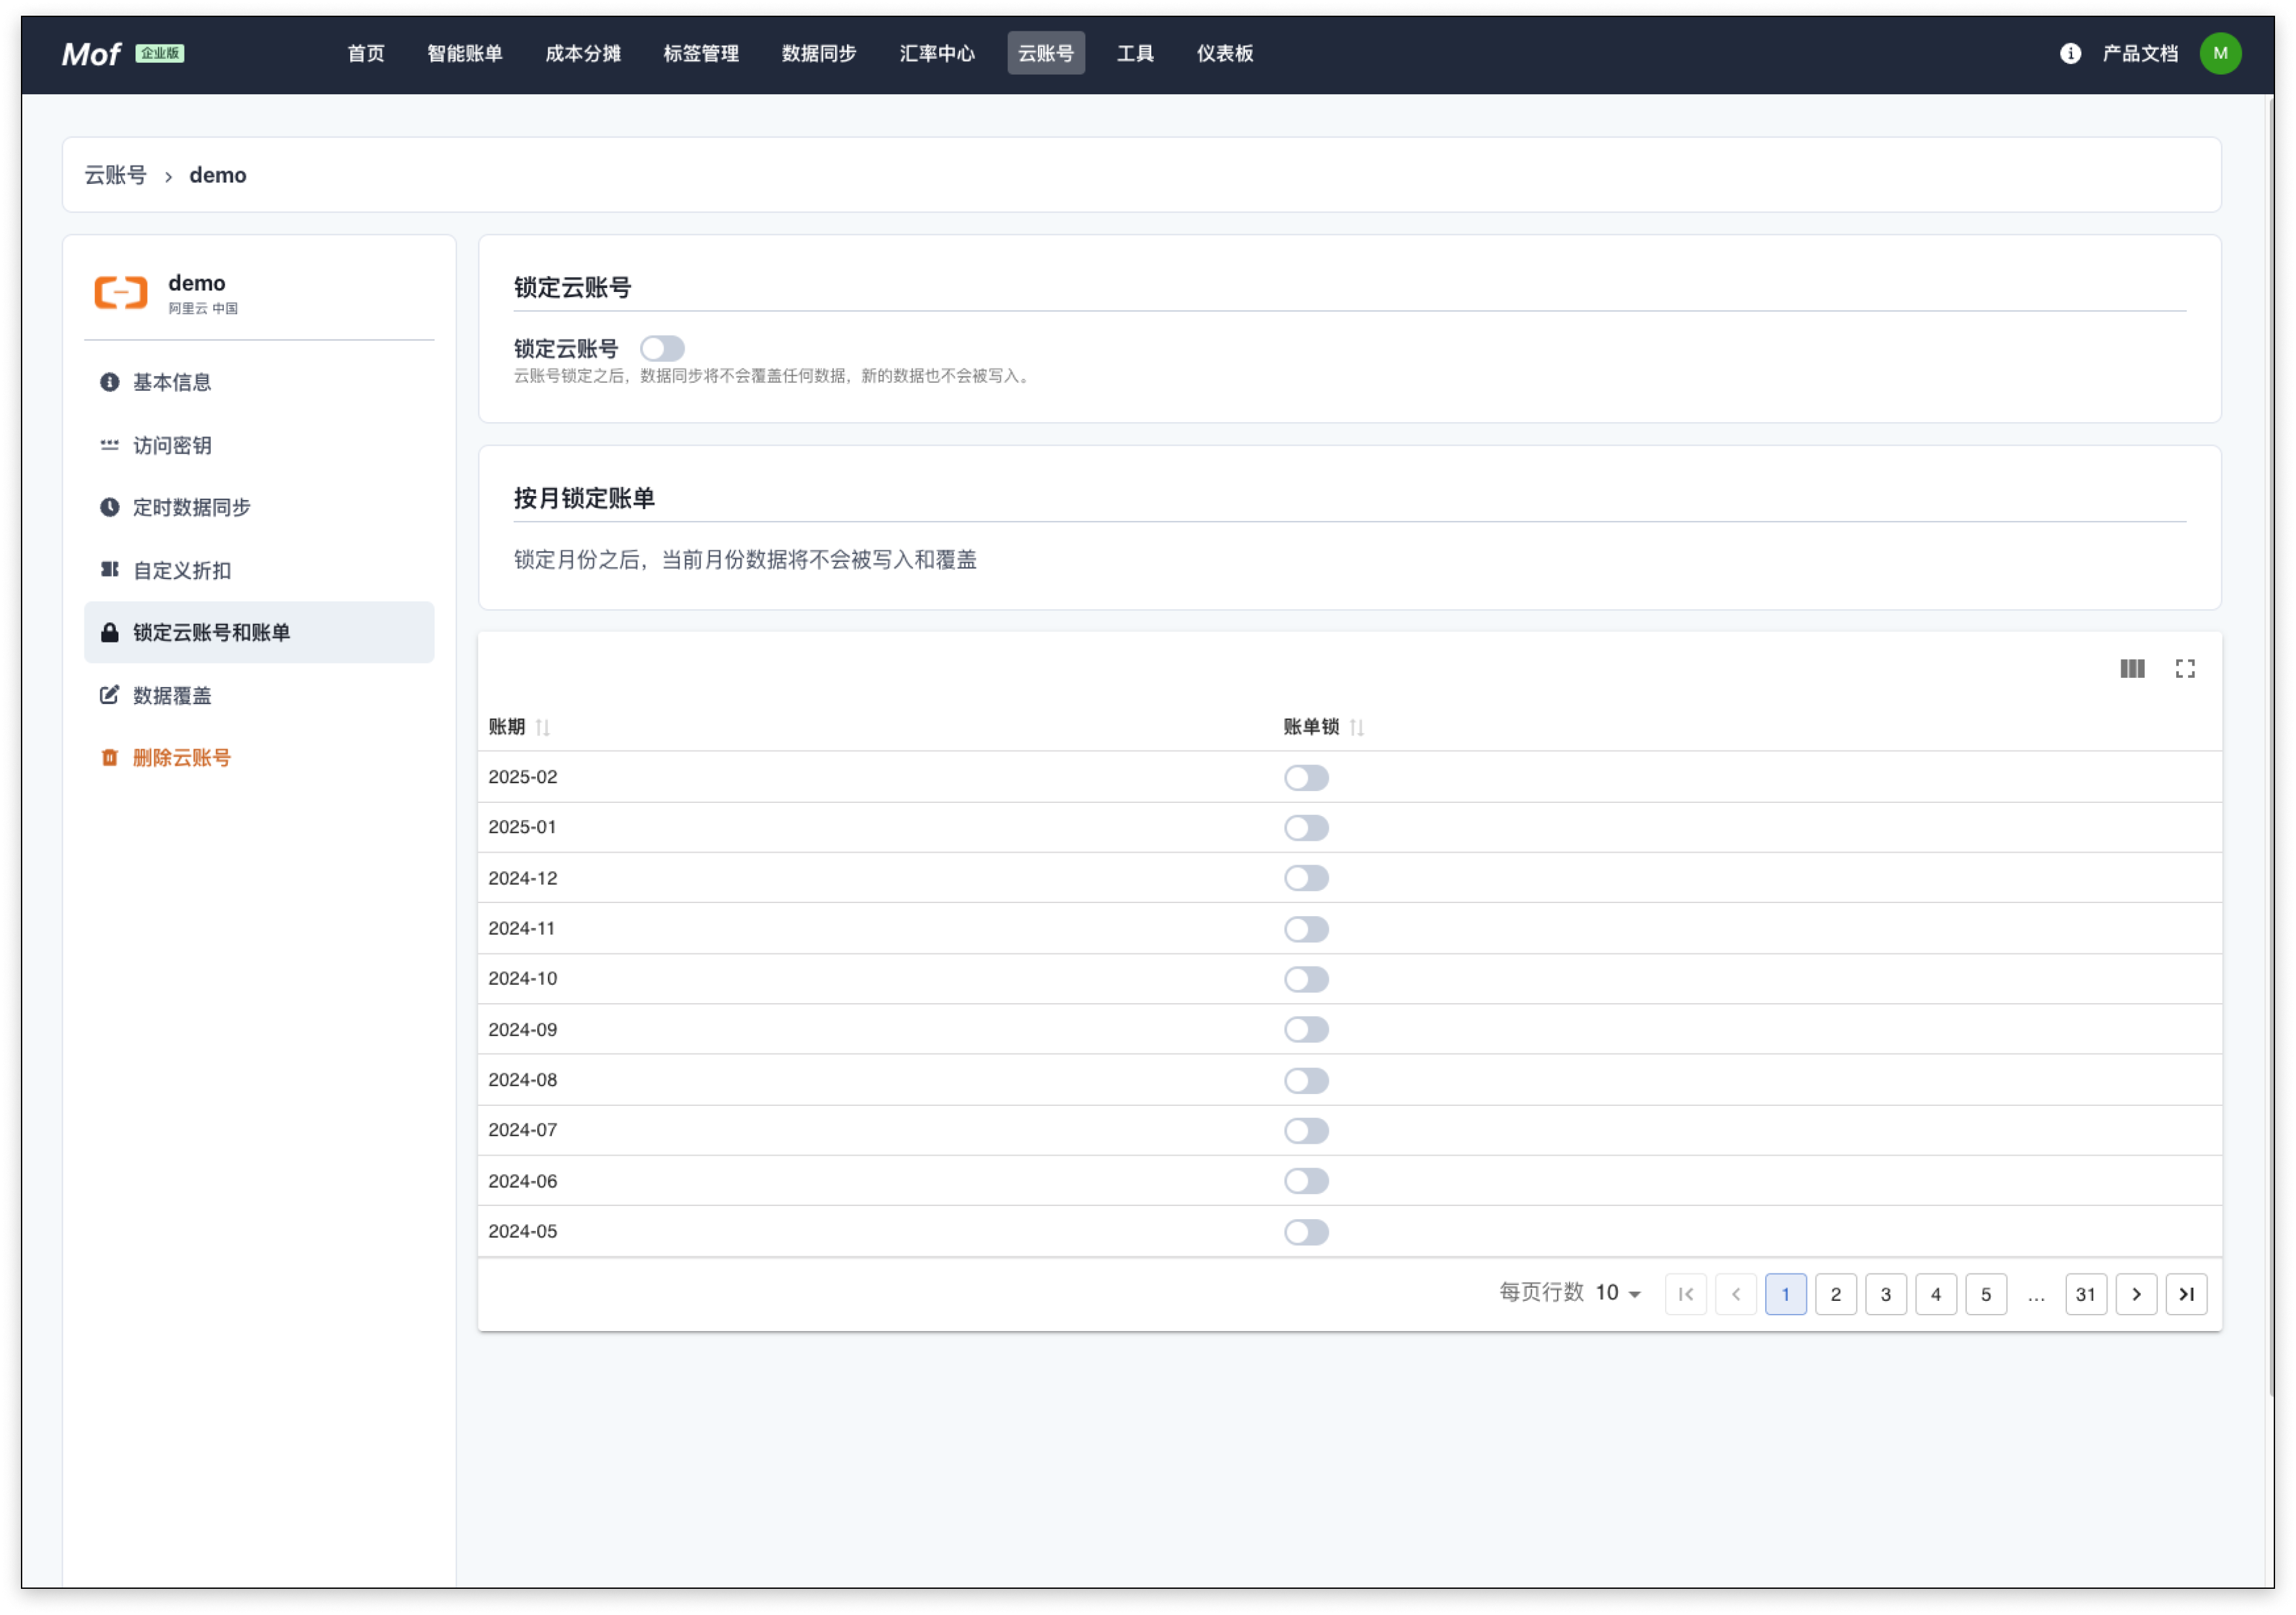 Mof 企业版 首页 智能账单 成本分摊 标签管理 数据同步 汇率中心 云账号 工具 仪表板 产品文档 M
云账号 › demo
demo
阿里云 中国
基本信息
访问密钥
定时数据同步
自定义折扣
锁定云账号和账单
数据覆盖
删除云账号
锁定云账号
锁定云账号
云账号锁定之后，数据同步将不会覆盖任何数据，新的数据也不会被写入。
按月锁定账单
锁定月份之后，当前月份数据将不会被写入和覆盖
账期 账单锁
2025-02
2025-01
2024-12
2024-11
2024-10
2024-09
2024-08
2024-07
2024-06
2024-05
每页行数 10 1 2 3 4 5 ... 31